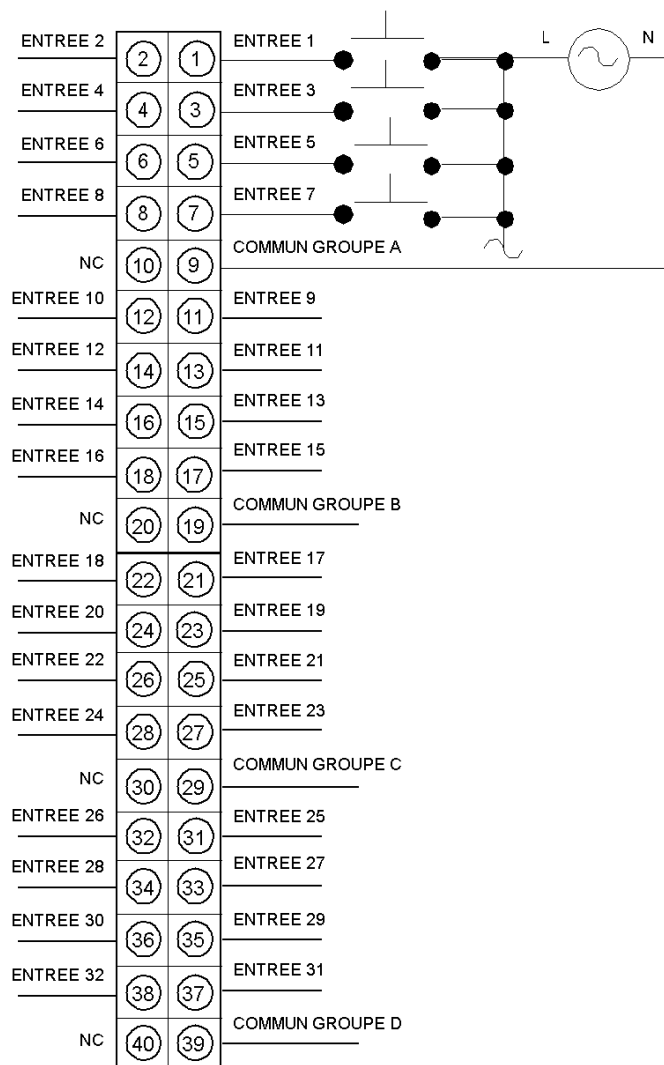 ENTREE 2 2 1 ENTREE 1 L N
ENTREE 4 4 3 ENTREE 3
ENTREE 6 6 5 ENTREE 5
ENTREE 8 8 7 ENTREE 7
NC 10 9 COMMUN GROUPE A
ENTREE 10 12 11 ENTREE 9
ENTREE 12 14 13 ENTREE 11
ENTREE 14 16 15 ENTREE 13
ENTREE 16 18 17 ENTREE 15
NC 20 19 COMMUN GROUPE B
ENTREE 18 22 21 ENTREE 17
ENTREE 20 24 23 ENTREE 19
ENTREE 22 26 25 ENTREE 21
ENTREE 24 28 27 ENTREE 23
NC 30 29 COMMUN GROUPE C
ENTREE 26 32 31 ENTREE 25
ENTREE 28 34 33 ENTREE 27
ENTREE 30 36 35 ENTREE 29
ENTREE 32 38 37 ENTREE 31
NC 40 39 COMMUN GROUPE D